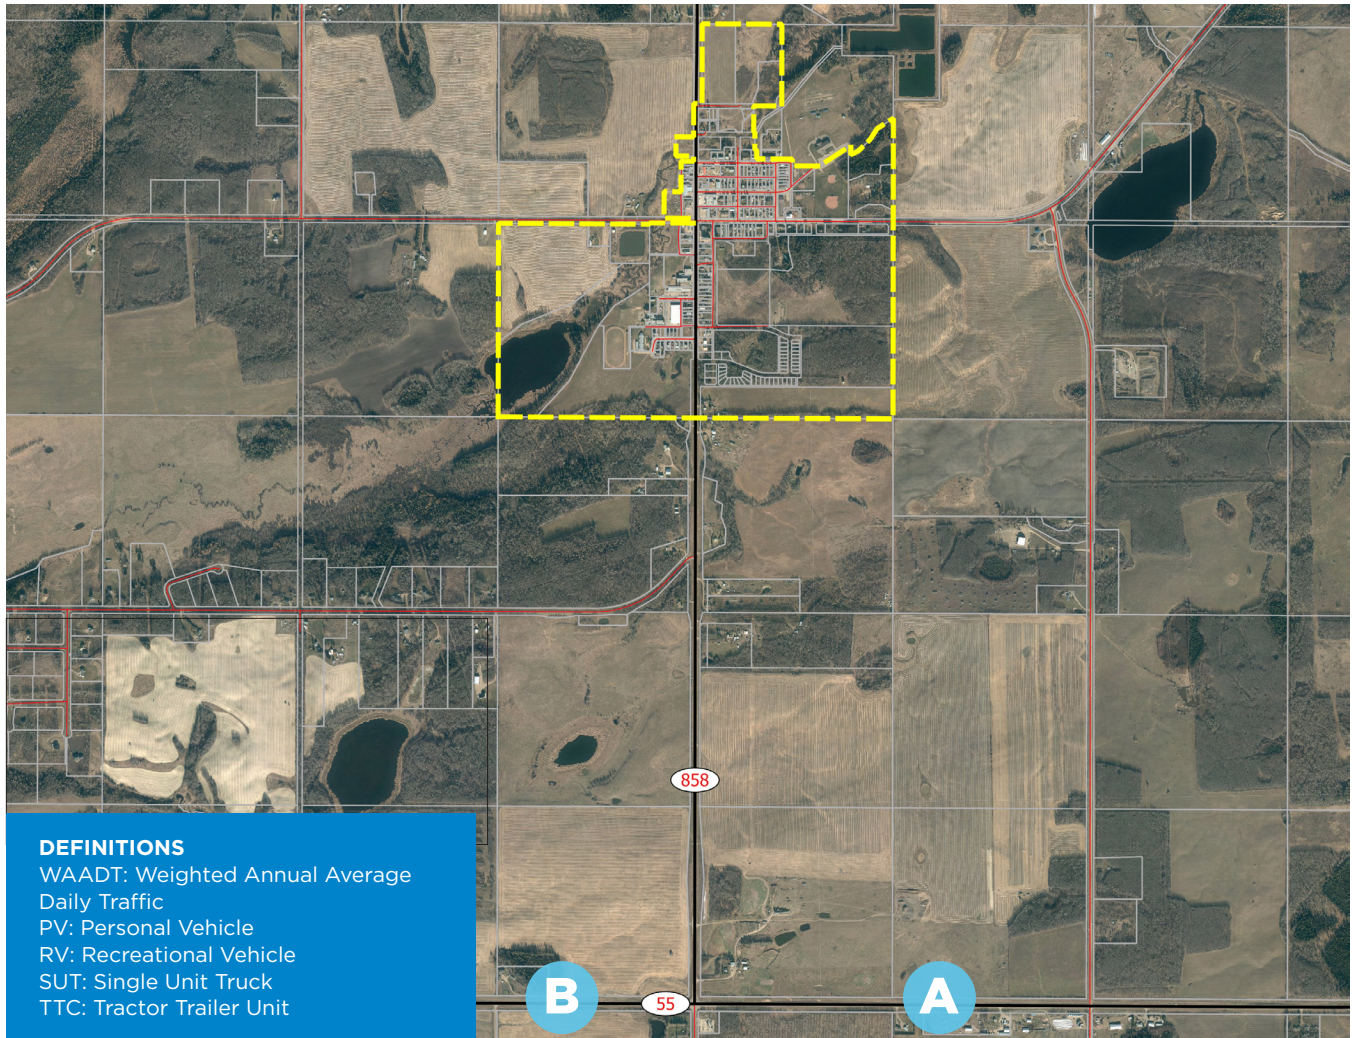 858
DEFINITIONS
WAADT: Weighted Annual Average
Daily Traffic
PV: Personal Vehicle
RV: Recreational Vehicle
SUT: Single Unit Truck
TTC: Tractor Trailer Unit
B
55
A